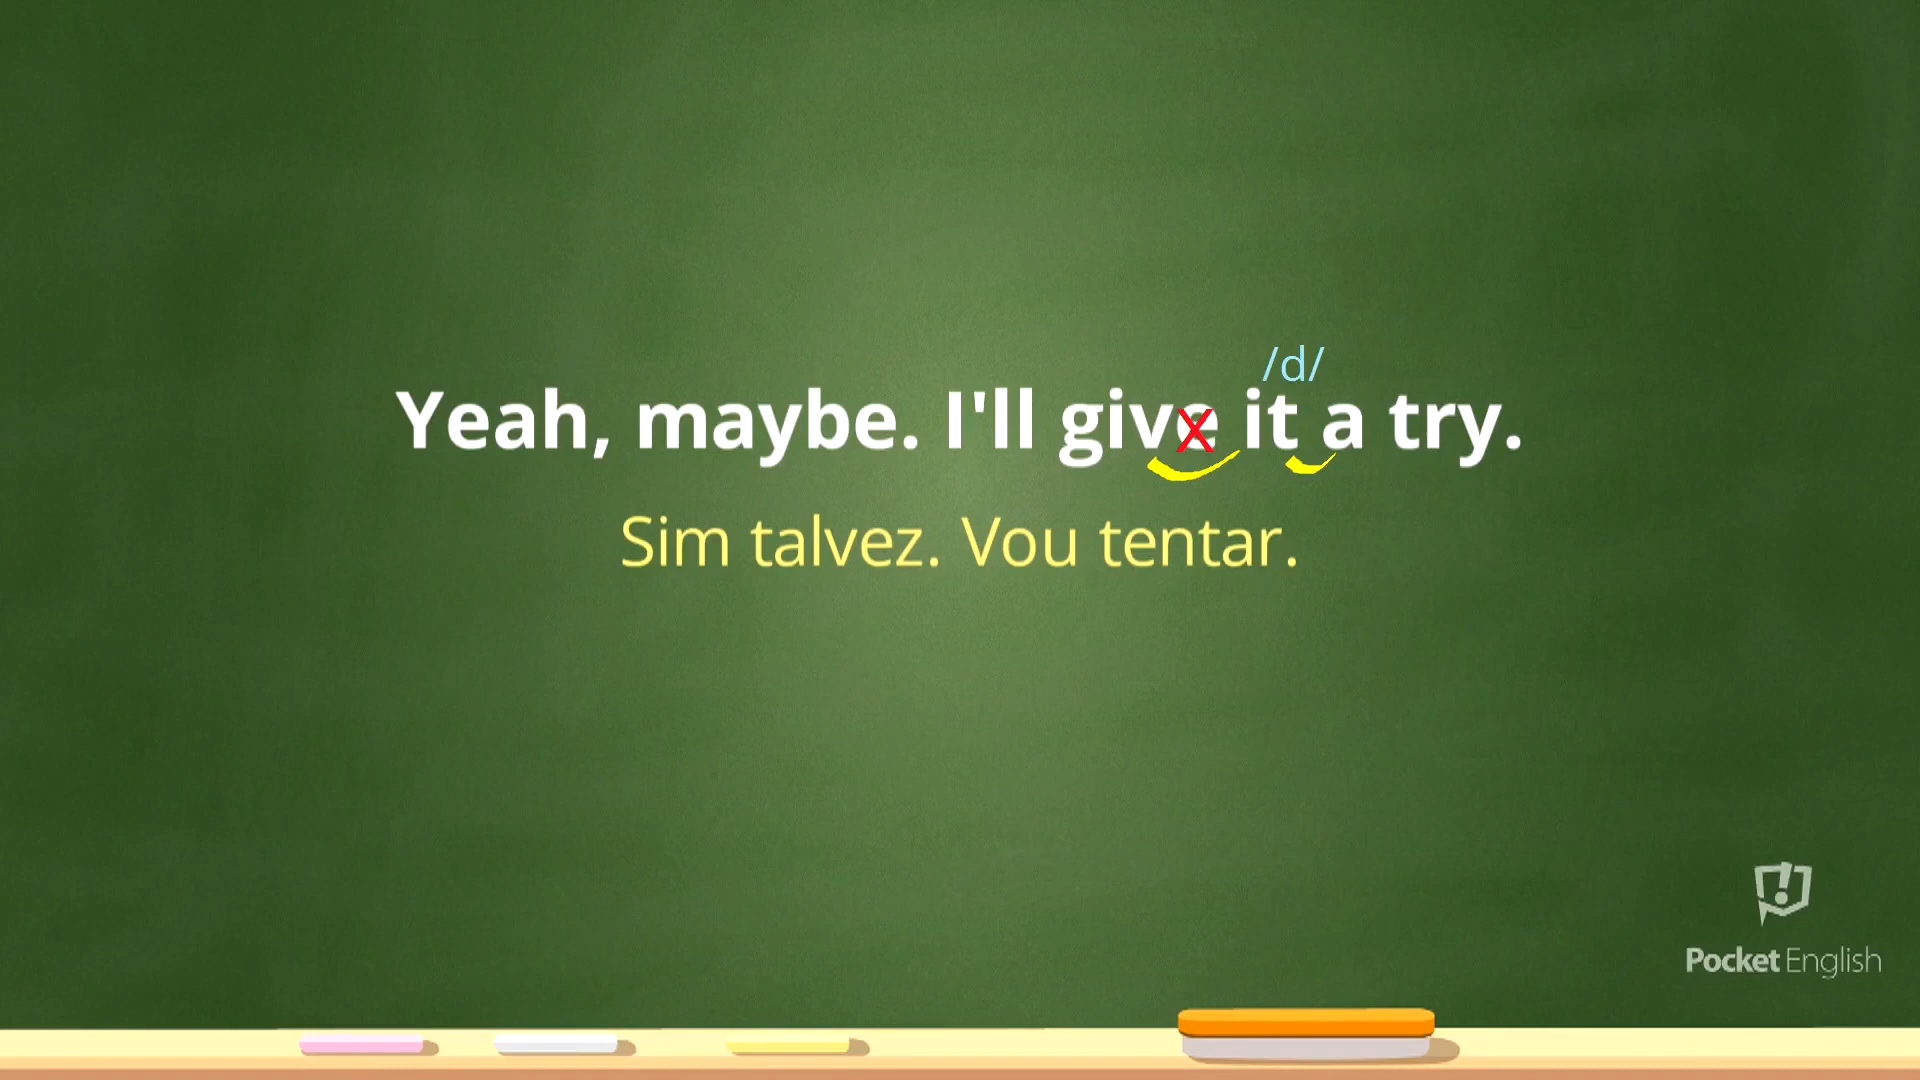 /d/
Yeah, maybe. I'll give it a try.
X
Sim talvez. Vou tentar.
Pocket English